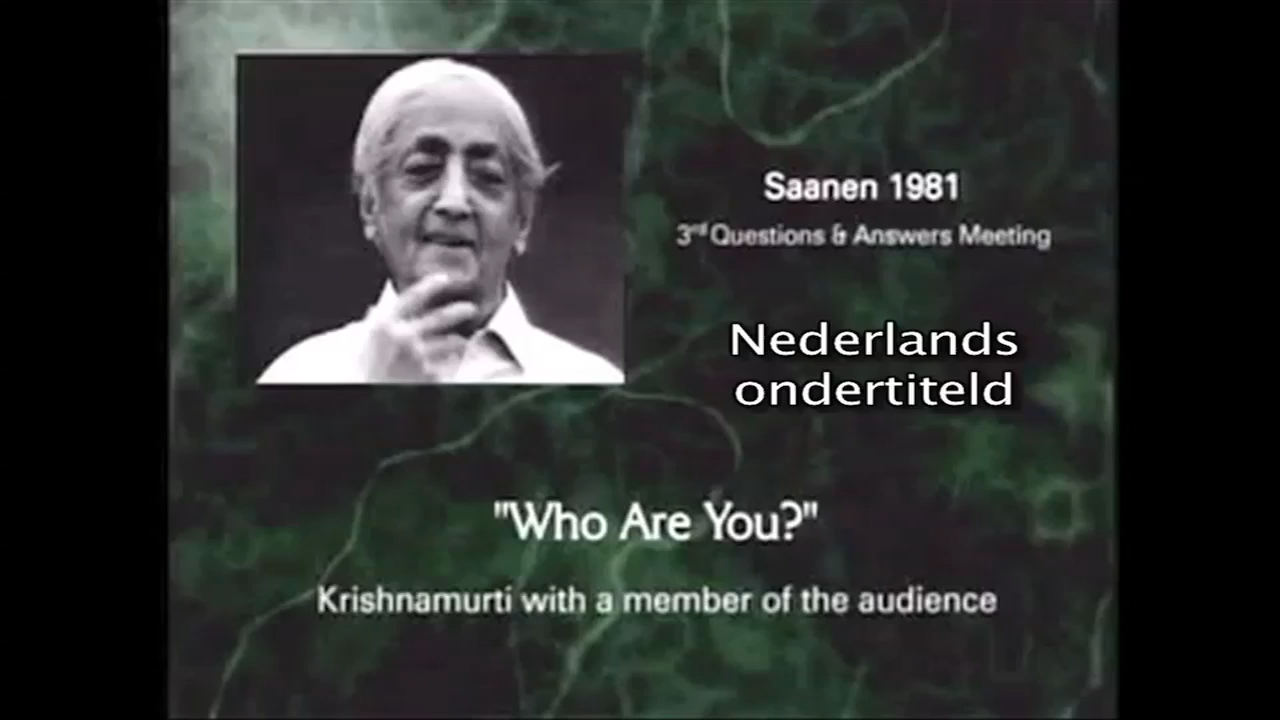 Saanen 1981
3rd Questions & Answers Meeting
Nederlands
ondertiteld
"Who Are You?"
Krishnamurti with a member of the audience